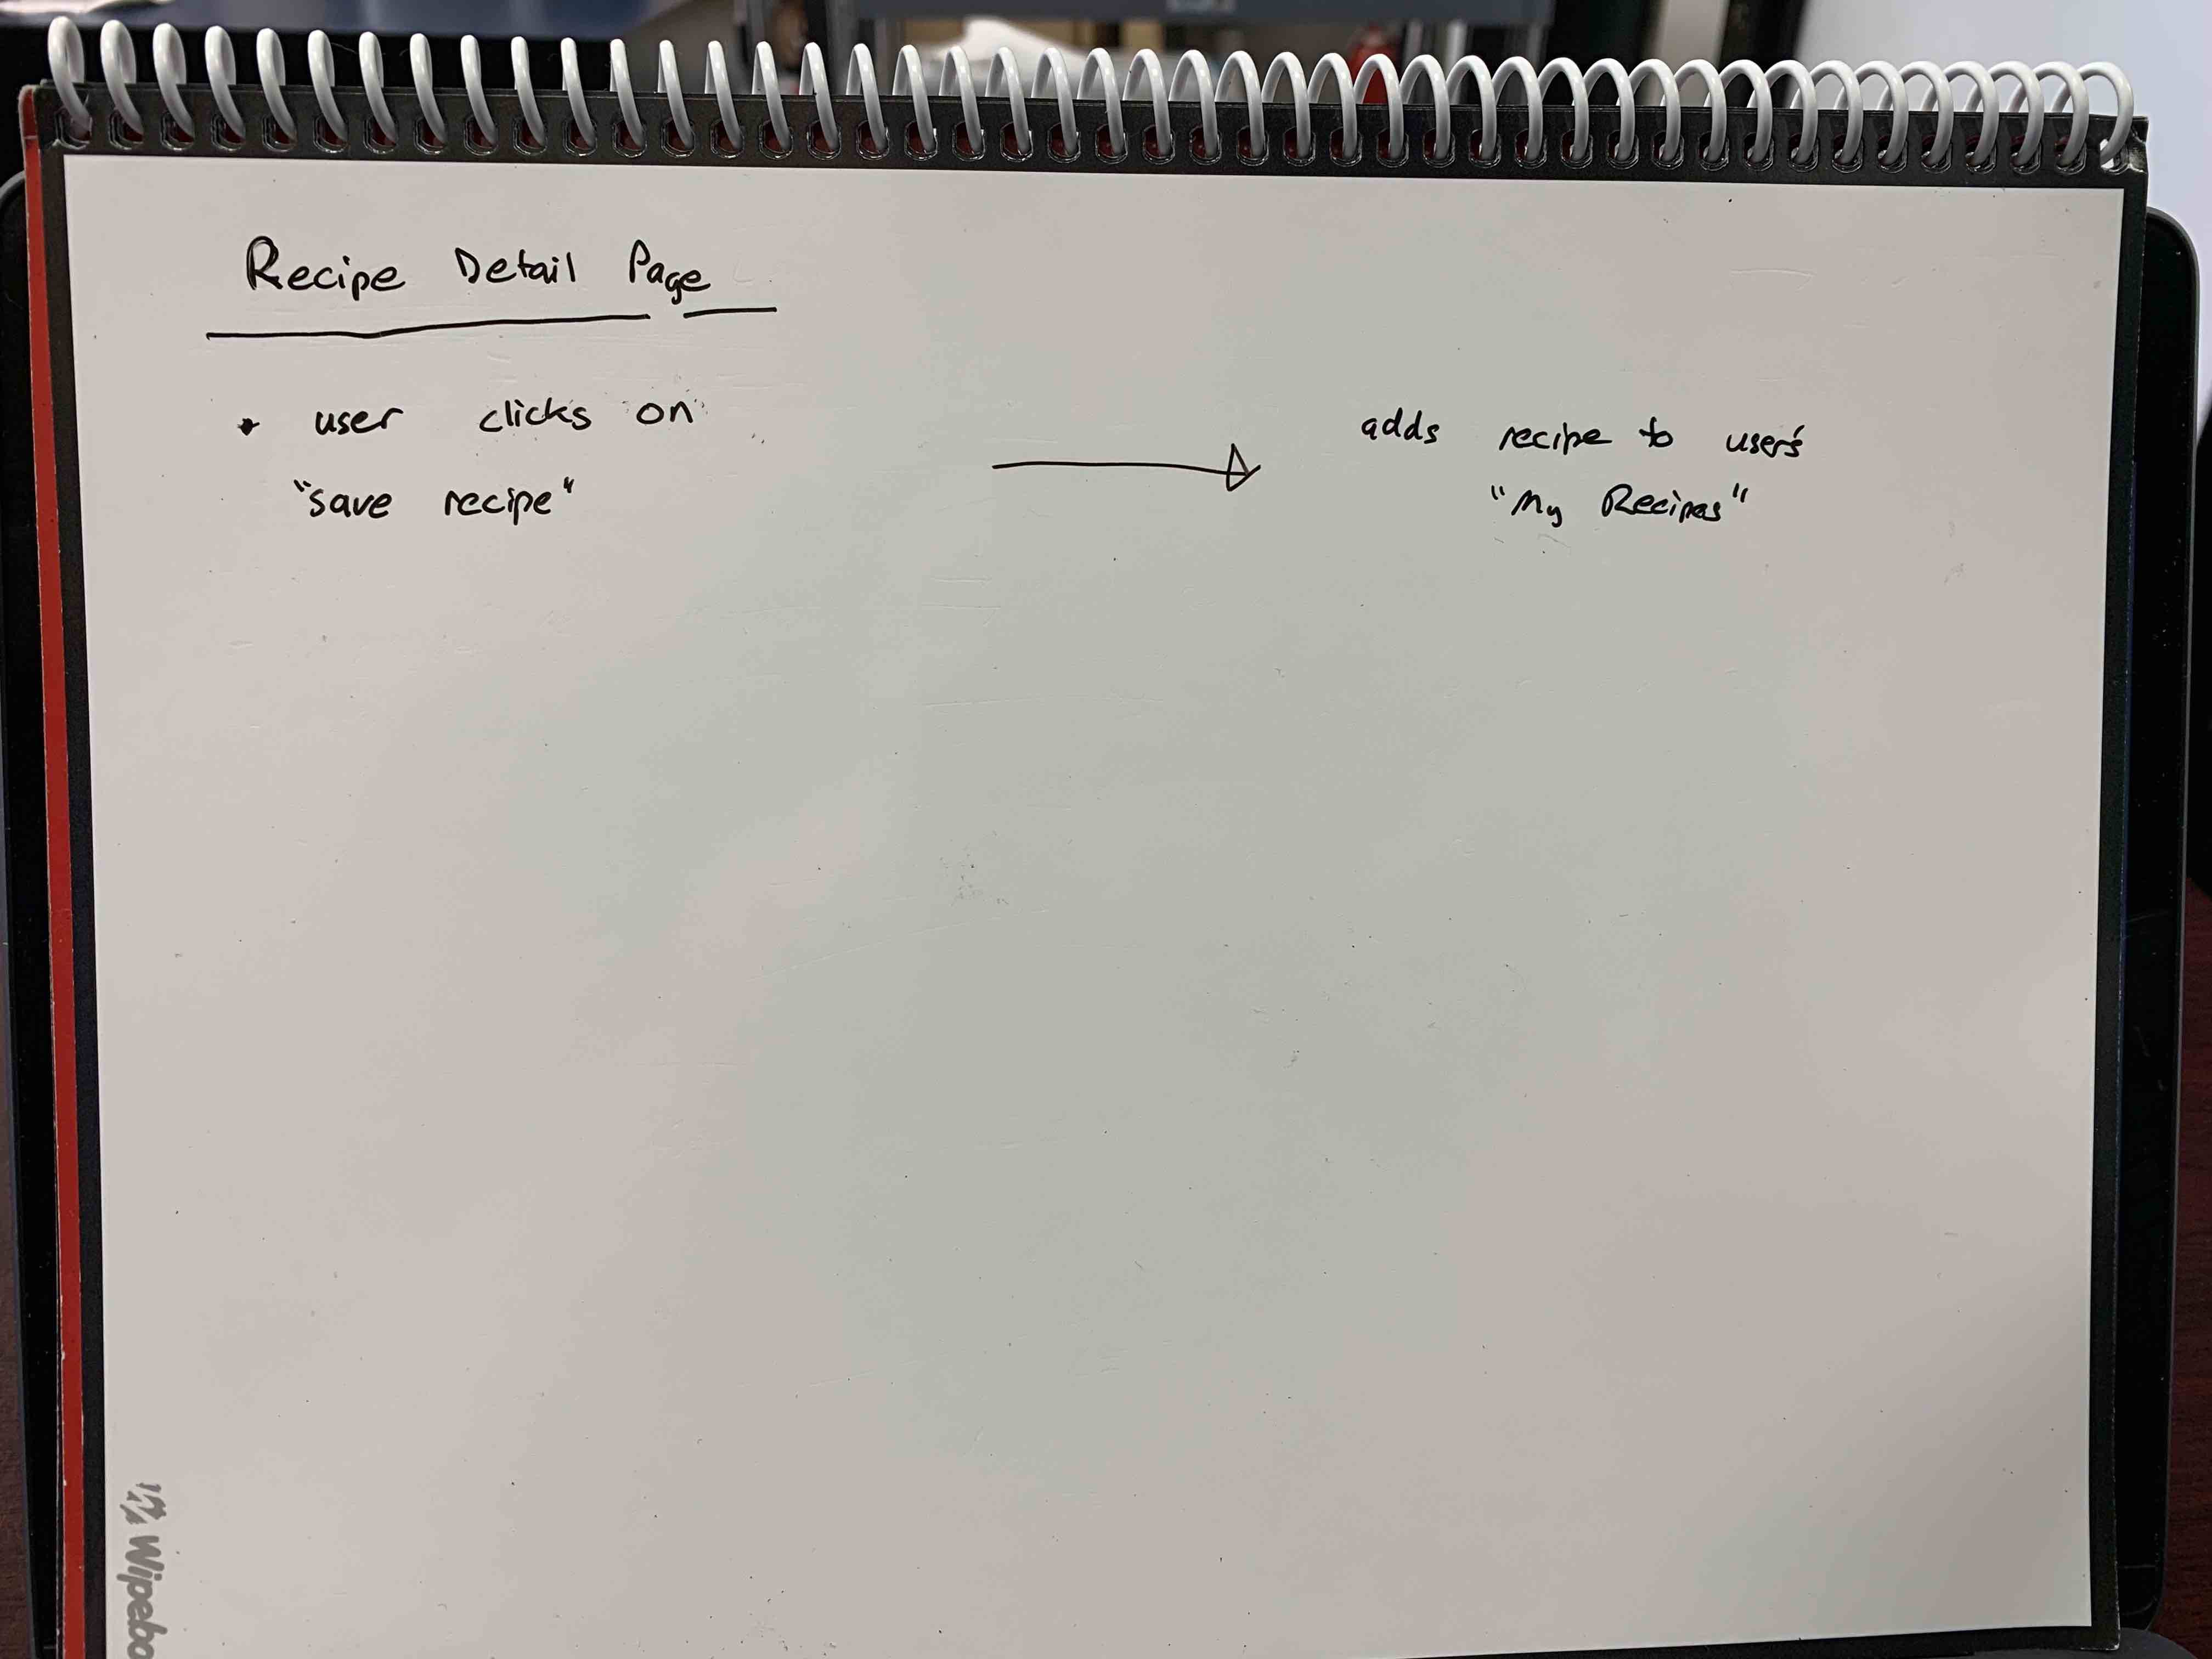 Recipe Detail Page
• user clicks on
"save recipe"
adds recipe to user's
"My Recipes"
Wipebo